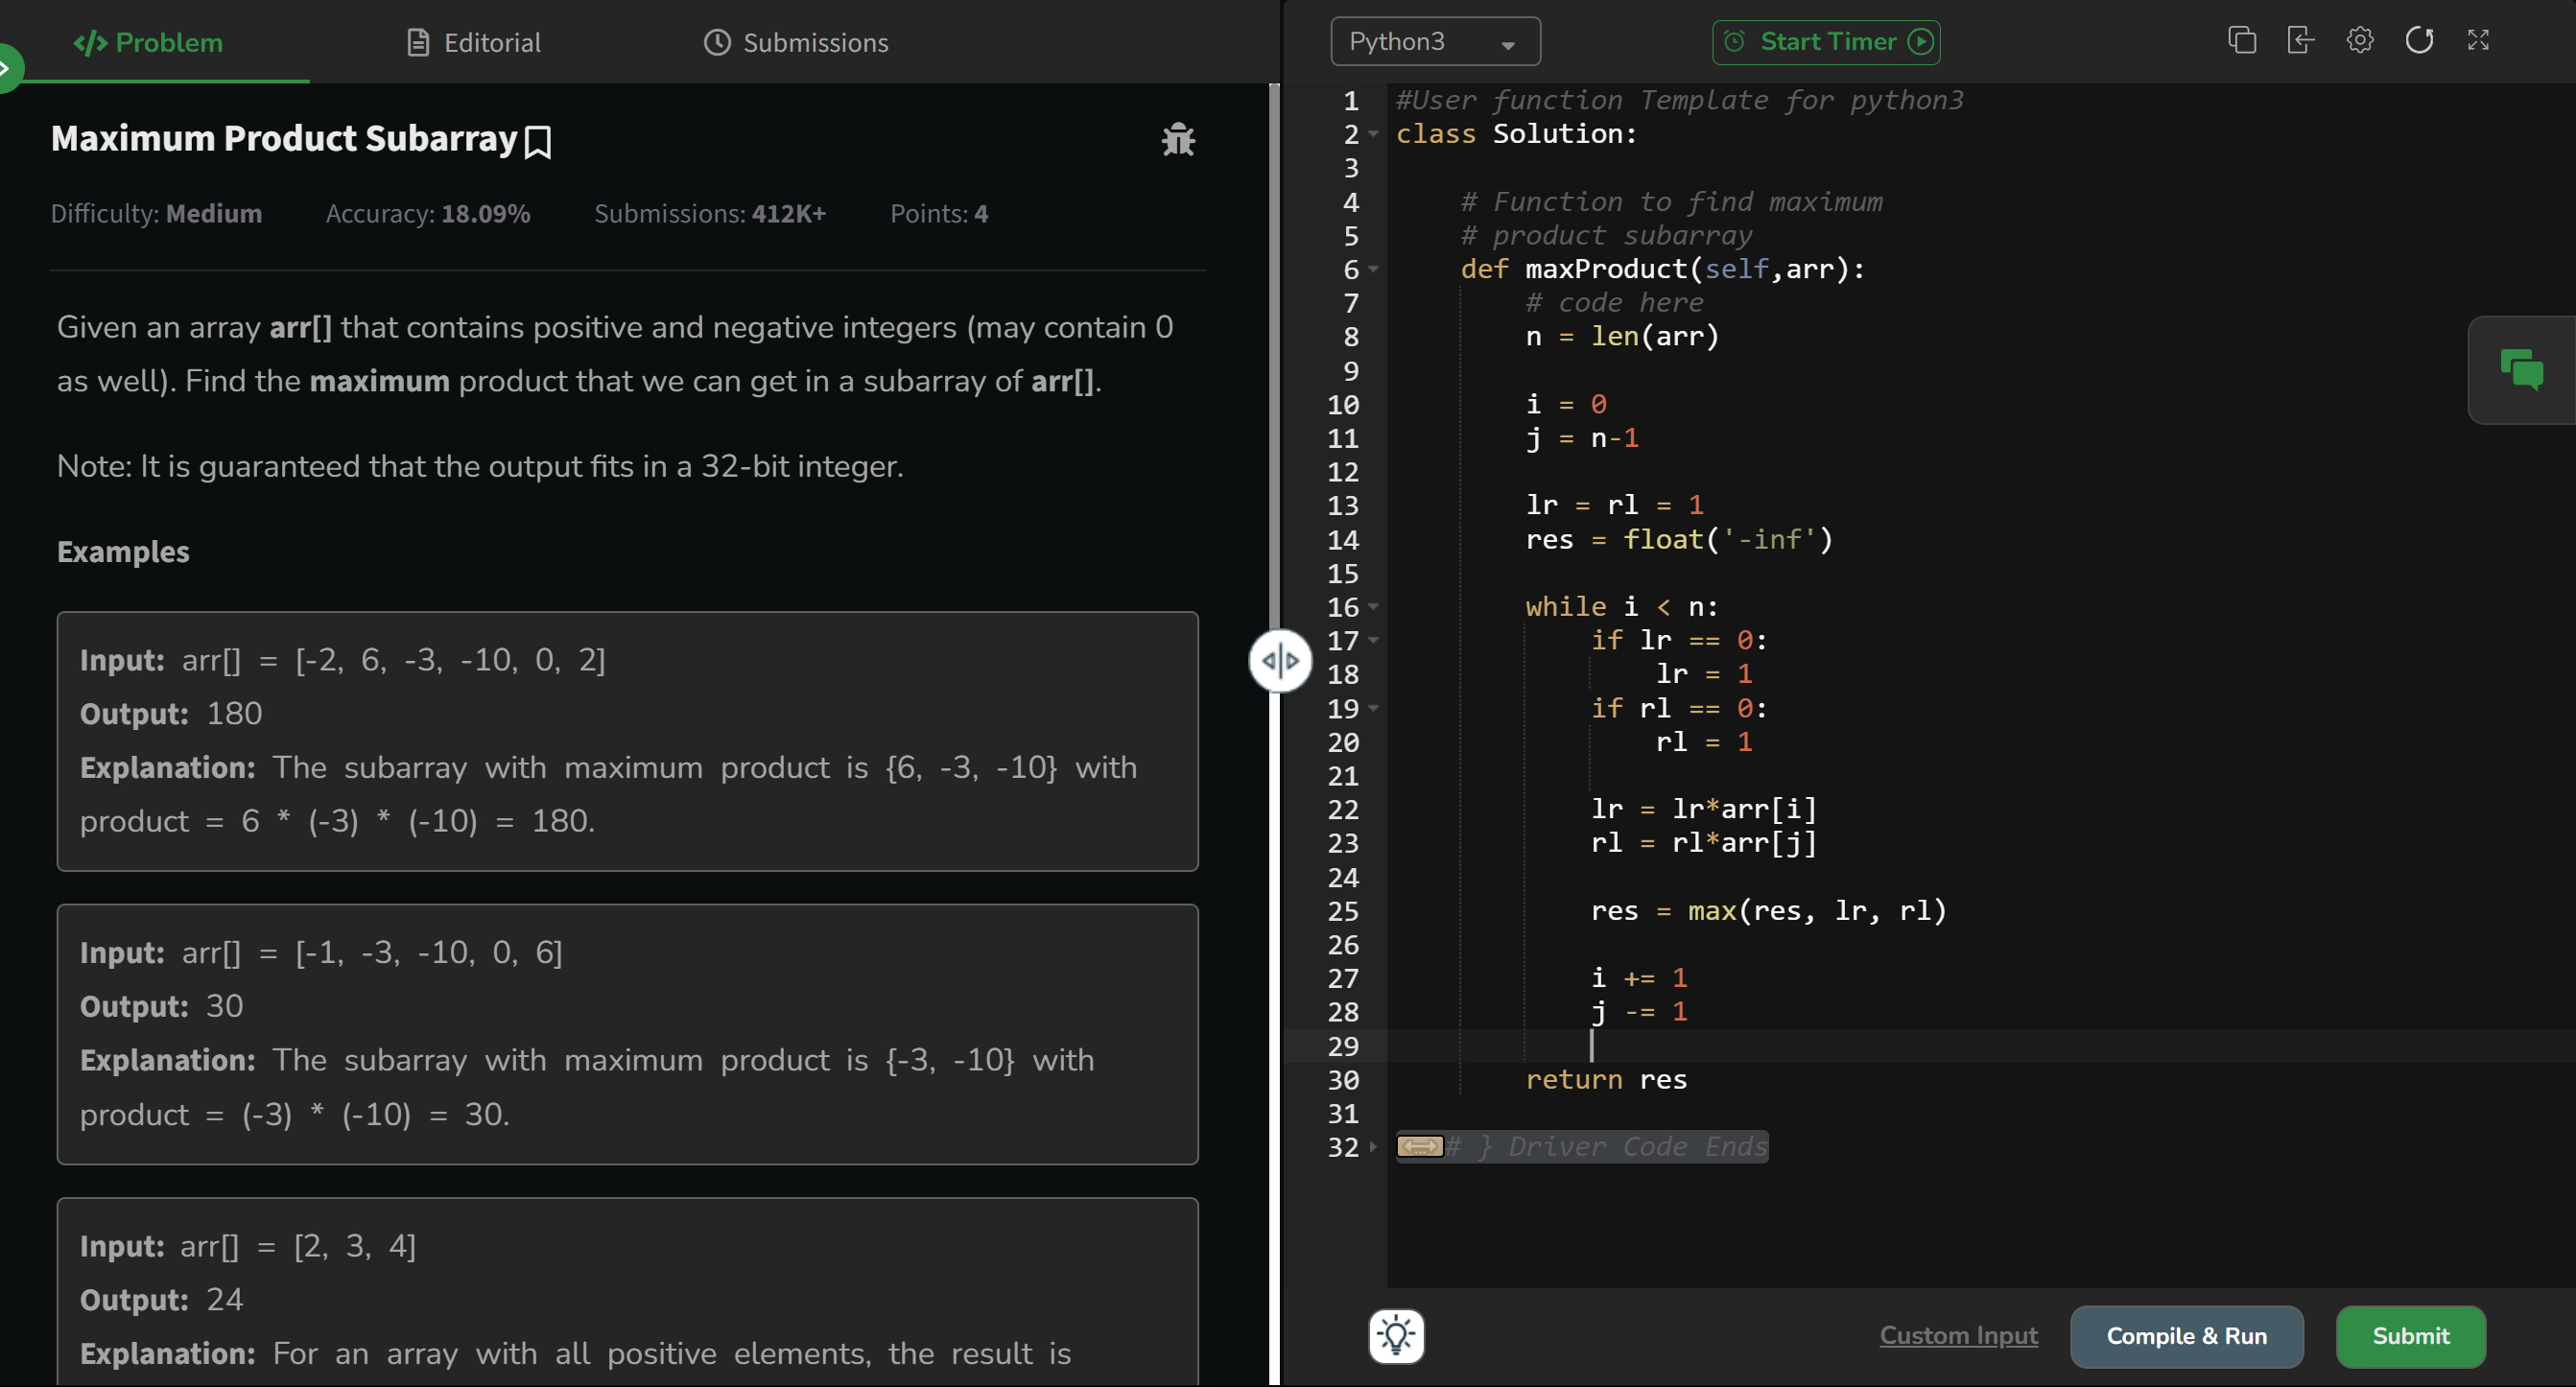 Problem
Editorial
Submissions
Maximum Product Subarray
Difficulty: Medium Accuracy: 18.09% Submissions: 412K+ Points: 4
Given an array arr[] that contains positive and negative integers (may contain 0
as well). Find the maximum product that we can get in a subarray of arr[].
Note: It is guaranteed that the output fits in a 32-bit integer.
Examples
Input: arr[] = [-2, 6, -3, -10, 0, 2]
Output: 180
Explanation: The subarray with maximum product is {6, -3, -10} with
product = 6 * (-3) * (-10) = 180.
Input: arr[] = [-1, -3, -10, 0, 6]
Output: 30
Explanation: The subarray with maximum product is {-3, -10} with
product = (-3) * (-10) = 30.
Input: arr[] = [2, 3, 4]
Output: 24
Explanation: For an array with all positive elements, the result is
Python3
Start Timer
1 #User function Template for python3
2 class Solution:
3
4     # Function to find maximum
5     # product subarray
6     def maxProduct(self,arr):
7         # code here
8         n = len(arr)
9
10         i = 0
11         j = n-1
12
13         lr = rl = 1
14         res = float('-inf')
15
16         while i < n:
17             if lr == 0:
18                 lr = 1
19             if rl == 0:
20                 rl = 1
21
22             lr = lr*arr[i]
23             rl = rl*arr[j]
24
25             res = max(res, lr, rl)
26
27             i += 1
28             j -= 1
29
30         return res
31
32 # } Driver Code Ends
Custom Input
Compile & Run
Submit